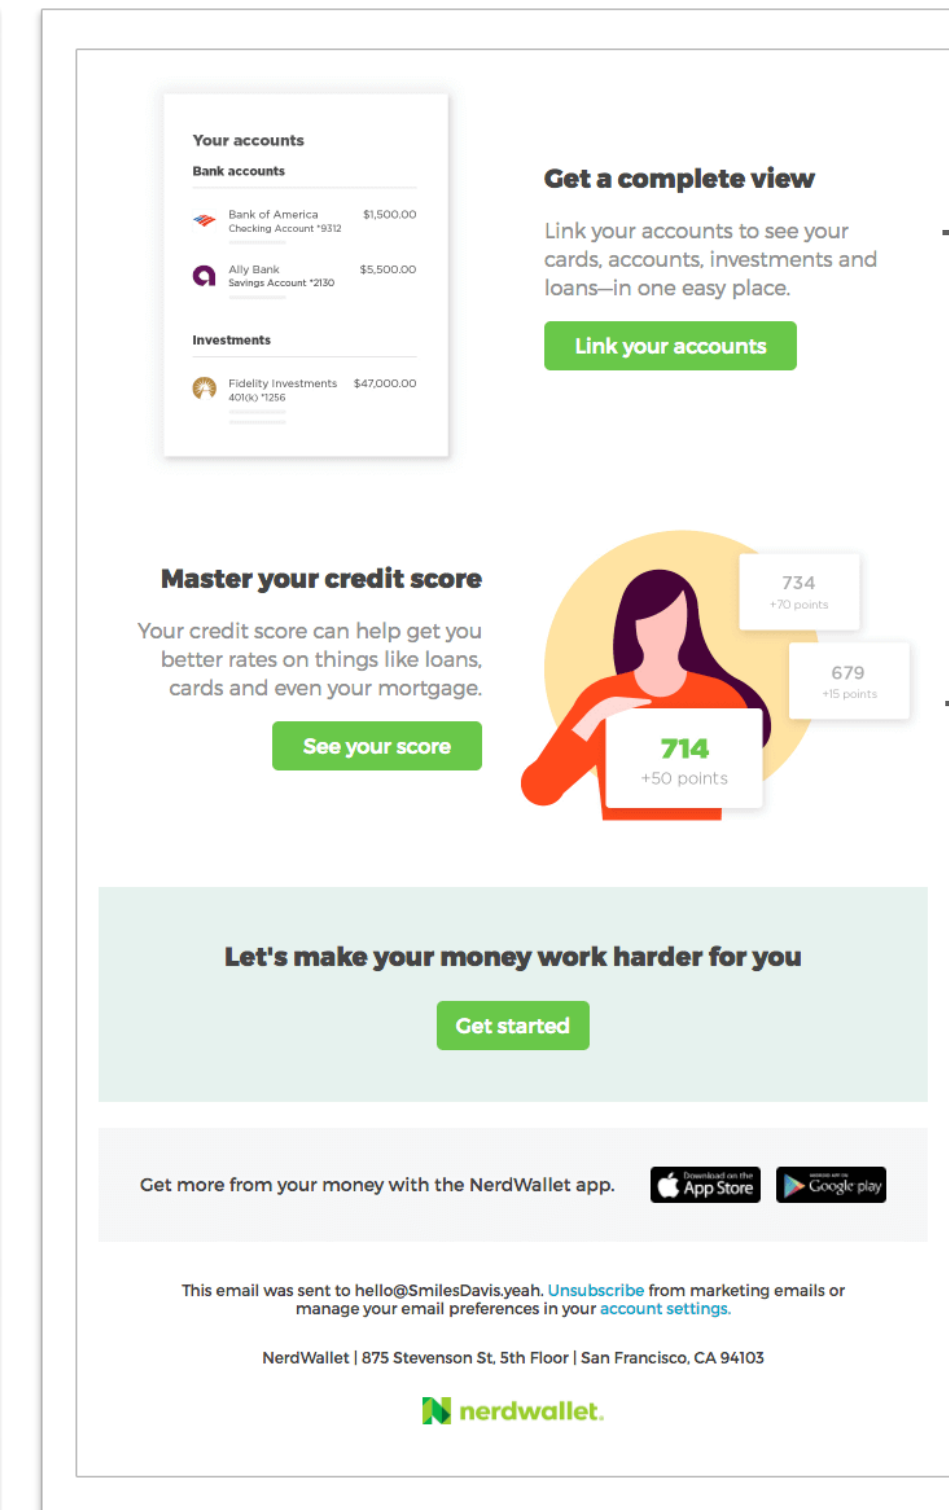 Your accounts
Bank accounts
Bank of America $1,500.00
Checking Account *9312
Ally Bank $5,500.00
Savings Account *2130
Investments
Fidelity Investments $47,000.00
401(k) *1256
Get a complete view
Link your accounts to see your
cards, accounts, investments and
loans—in one easy place.
Link your accounts
Master your credit score
Your credit score can help get you
better rates on things like loans,
cards and even your mortgage.
See your score
734
+70 points
679
+15 points
714
+50 points
Let's make your money work harder for you
Get started
Get more from your money with the NerdWallet app.
Download on the
App Store
ANDROID APP ON
Google play
This email was sent to hello@SmilesDavis.yeah. Unsubscribe from marketing emails or
manage your email preferences in your account settings.
NerdWallet | 875 Stevenson St, 5th Floor | San Francisco, CA 94103
nerdwallet.